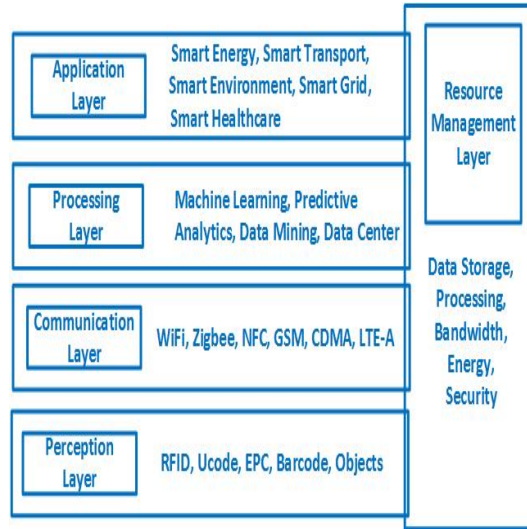 Application
Layer
Smart Energy, Smart Transport,
Smart Environment, Smart Grid,
Smart Healthcare
Processing
Layer
Machine Learning, Predictive
Analytics, Data Mining, Data Center
Communication
Layer
WiFi, Zigbee, NFC, GSM, CDMA, LTE-A
Perception
Layer
RFID, Ucode, EPC, Barcode, Objects
Resource
Management
Layer
Data Storage,
Processing,
Bandwidth,
Energy,
Security